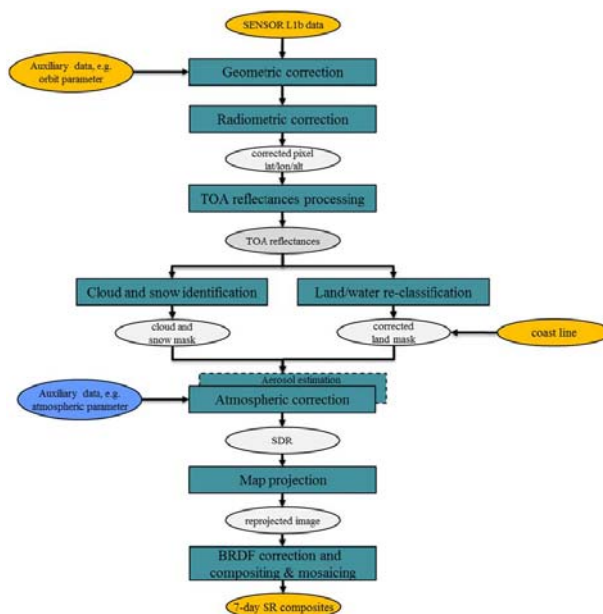 SENSOR L1b data
Auxiliary data, e.g.
orbit parameter
Geometric correction
Radiometric correction
corrected pixel
lat/lon/alt
TOA reflectances processing
TOA reflectances
Cloud and snow identification
Land/water re-classification
cloud and
snow mask
corrected
land mask
coast line
Aerosol estimation
Auxiliary data, e.g.
atmospheric parameter
Atmospheric correction
SDR
Map projection
reprojected image
BRDF correction and
compositing & mosaicing
7-day SR composites